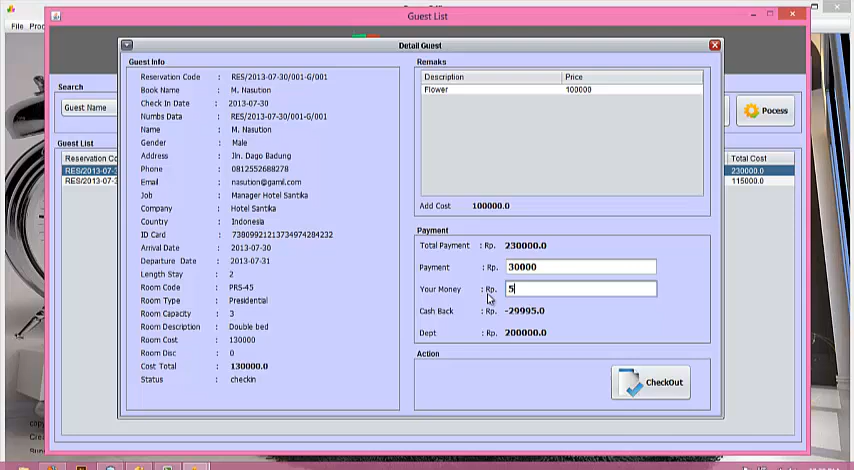 Guest List
File
Detail Guest
Guest Info
Reservation Code : RES/2013-07-30/001-G/001
Book Name : M. Nasution
Check In Date : 2013-07-30
Numbs Data : RES/2013-07-30/001-G/001
Name : M. Nasution
Gender : Male
Address : Jln. Dago Badung
Phone : 0812552688278
Email : nasution@gamil.com
Job : Manager Hotel Santika
Company : Hotel Santika
Country : Indonesia
ID Card : 73809921213734974284232
Arrival Date : 2013-07-30
Departure Date : 2013-07-31
Length Stay : 2
Room Code : PRS-45
Room Type : Presidential
Room Capacity : 3
Room Description : Double bed
Room Cost : 130000
Room Disc : 0
Cost Total : 130000.0
Status : checkin
Remaks
Description Price
Flower 100000
Add Cost 100000.0
Payment
Total Payment : Rp. 230000.0
Payment : Rp. 30000
Your Money : Rp. 5
Cash Back : Rp. -29995.0
Dept : Rp. 200000.0
Action
CheckOut
Search
Guest Name
Pocess
Guest List
Reservation Total Cost
RES/2013-07- 230000.0
RES/2013-07- 115000.0